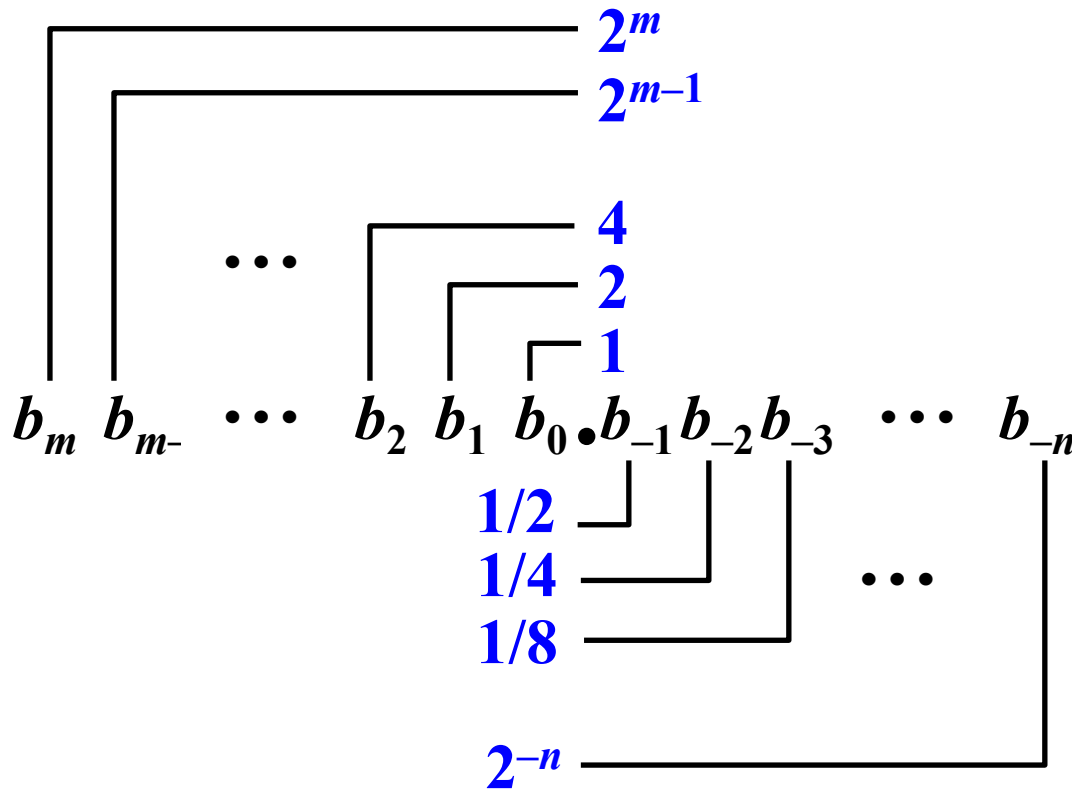 2^m
2^{m–1}
4
• • •
2
1
b_m b_{m-} • • • b_2 b_1 b_0 . b_{–1} b_{–2} b_{–3} • • • b_{–n}
1/2
1/4
• • •
1/8
2^{–n}